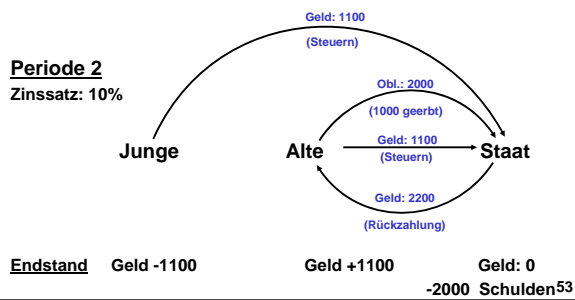 Geld: 1100
(Steuern)
Periode 2
Zinssatz: 10%
Obl.: 2000
(1000 geerbt)
Junge
Alte
Geld: 1100
(Steuern)
Staat
Geld: 2200
(Rückzahlung)
Endstand Geld -1100 Geld +1100 Geld: 0
-2000 Schulden
53